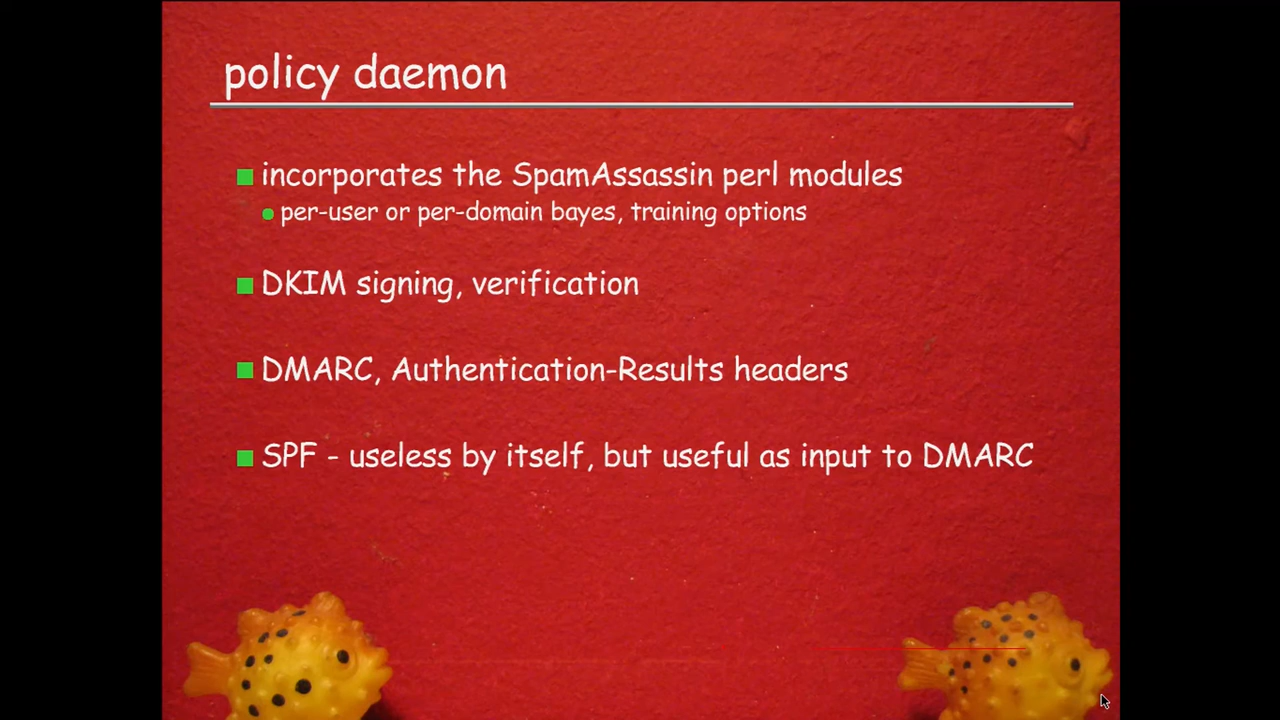 policy daemon
incorporates the SpamAssassin perl modules
per-user or per-domain bayes, training options
DKIM signing, verification
DMARC, Authentication-Results headers
SPF - useless by itself, but useful as input to DMARC